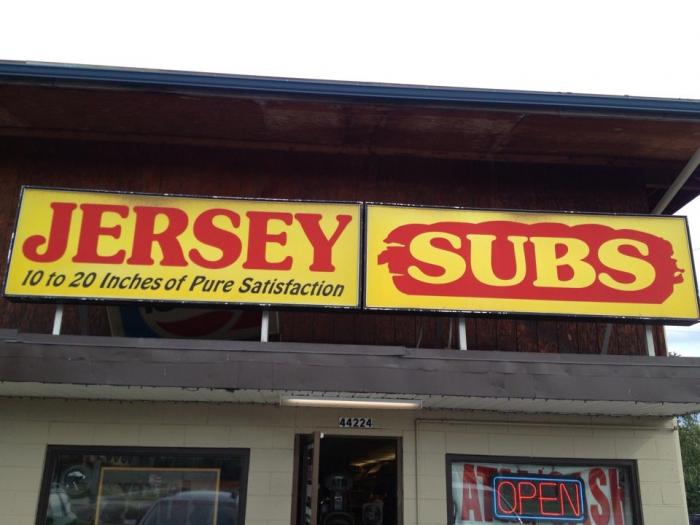 JERSEY
10 to 20 Inches of Pure Satisfaction
SUBS
44224
OPEN